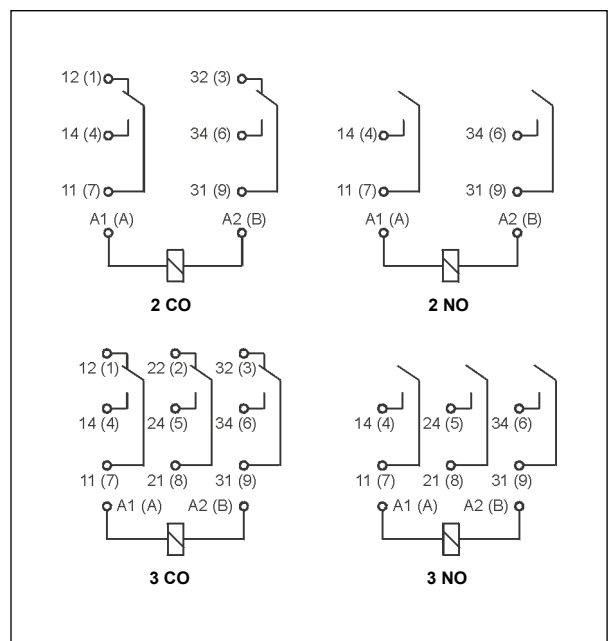 12 (1) 32 (3)
14 (4) 34 (6) 14 (4) 34 (6)
11 (7) 31 (9) 11 (7) 31 (9)
A1 (A) A2 (B) A1 (A) A2 (B)
2 CO 2 NO
12 (1) 22 (2) 32 (3)
14 (4) 24 (5) 34 (6) 14 (4) 24 (5) 34 (6)
11 (7) 21 (8) 31 (9) 11 (7) 21 (8) 31 (9)
A1 (A) A2 (B) A1 (A) A2 (B)
3 CO 3 NO